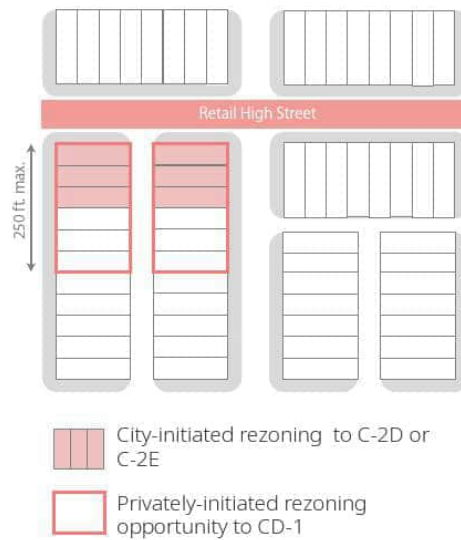 Retail High Street
250 ft. max.
City-initiated rezoning to C-2D or
C-2E
Privately-initiated rezoning
opportunity to CD-1